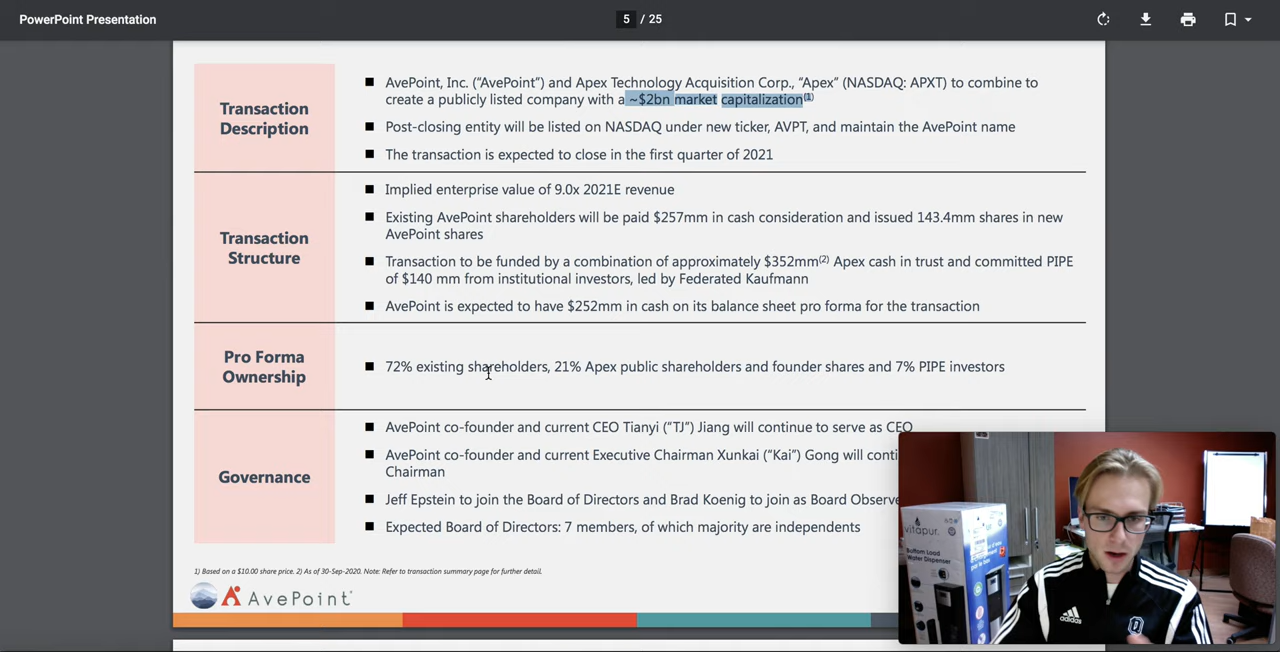 PowerPoint Presentation
5 / 25
Transaction
Description
■ AvePoint, Inc. (“AvePoint”) and Apex Technology Acquisition Corp., “Apex” (NASDAQ: APXT) to combine to
create a publicly listed company with a ~$2bn market capitalization(1)
■ Post-closing entity will be listed on NASDAQ under new ticker, AVPT, and maintain the AvePoint name
■ The transaction is expected to close in the first quarter of 2021
Transaction
Structure
■ Implied enterprise value of 9.0x 2021E revenue
■ Existing AvePoint shareholders will be paid $257mm in cash consideration and issued 143.4mm shares in new
AvePoint shares
■ Transaction to be funded by a combination of approximately $352mm(2) Apex cash in trust and committed PIPE
of $140 mm from institutional investors, led by Federated Kaufmann
■ AvePoint is expected to have $252mm in cash on its balance sheet pro forma for the transaction
Pro Forma
Ownership
■ 72% existing shareholders, 21% Apex public shareholders and founder shares and 7% PIPE investors
Governance
■ AvePoint co-founder and current CEO Tianyi (“TJ”) Jiang will continue to serve as CEO
■ AvePoint co-founder and current Executive Chairman Xunkai (“Kai”) Gong will conti
Chairman
■ Jeff Epstein to join the Board of Directors and Brad Koenig to join as Board Observe
■ Expected Board of Directors: 7 members, of which majority are independents
1) Based on a $10.00 share price. 2) As of 30-Sep-2020. Note: Refer to transaction summary page for further detail.
AvePoint
vitapur
Bottom Load
Water Dispenser
adidas